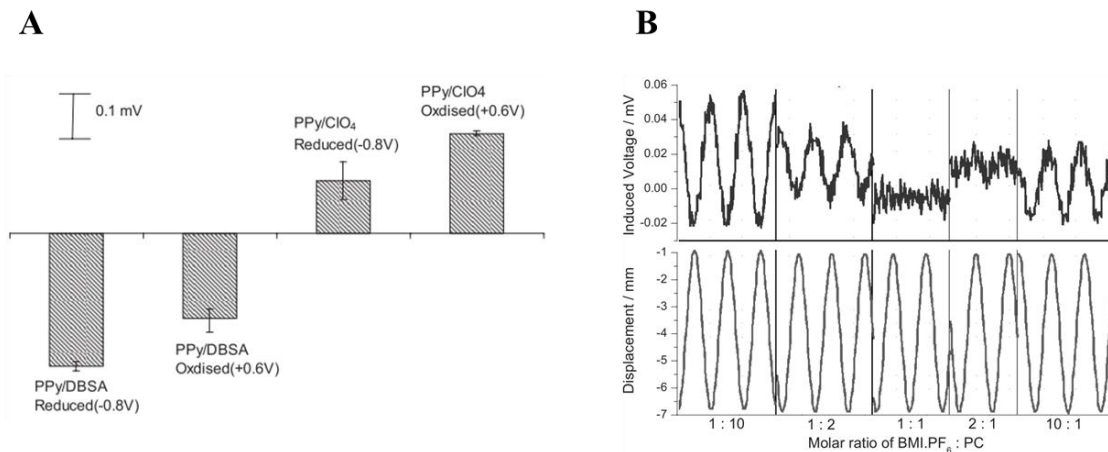 A
0.1 mV
PPy/ClO4
Oxdised(+0.6V)
PPy/ClO₄
Reduced(-0.8V)
PPy/DBSA
Oxdised(+0.6V)
PPy/DBSA
Reduced(-0.8V)
B
Induced Voltage / mV
0.06
0.04
0.02
0.00
-0.02
Displacement / mm
-1
-2
-3
-4
-5
-6
-7
1 : 10 1 : 2 1 : 1 2 : 1 10 : 1
Molar ratio of BMI.PF₆ : PC